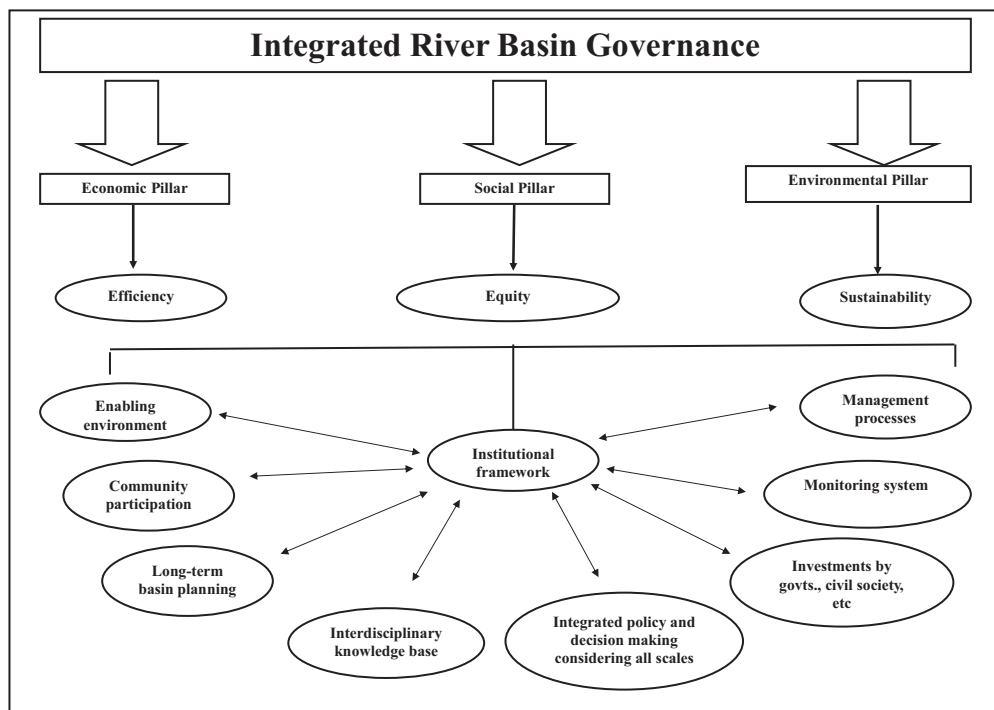 Integrated River Basin Governance
Economic Pillar
Social Pillar
Environmental Pillar
Efficiency
Equity
Sustainability
Enabling
environment
Management
processes
Institutional
framework
Community
participation
Monitoring system
Long-term
basin planning
Investments by
govts., civil society,
etc
Interdisciplinary
knowledge base
Integrated policy and
decision making
considering all scales